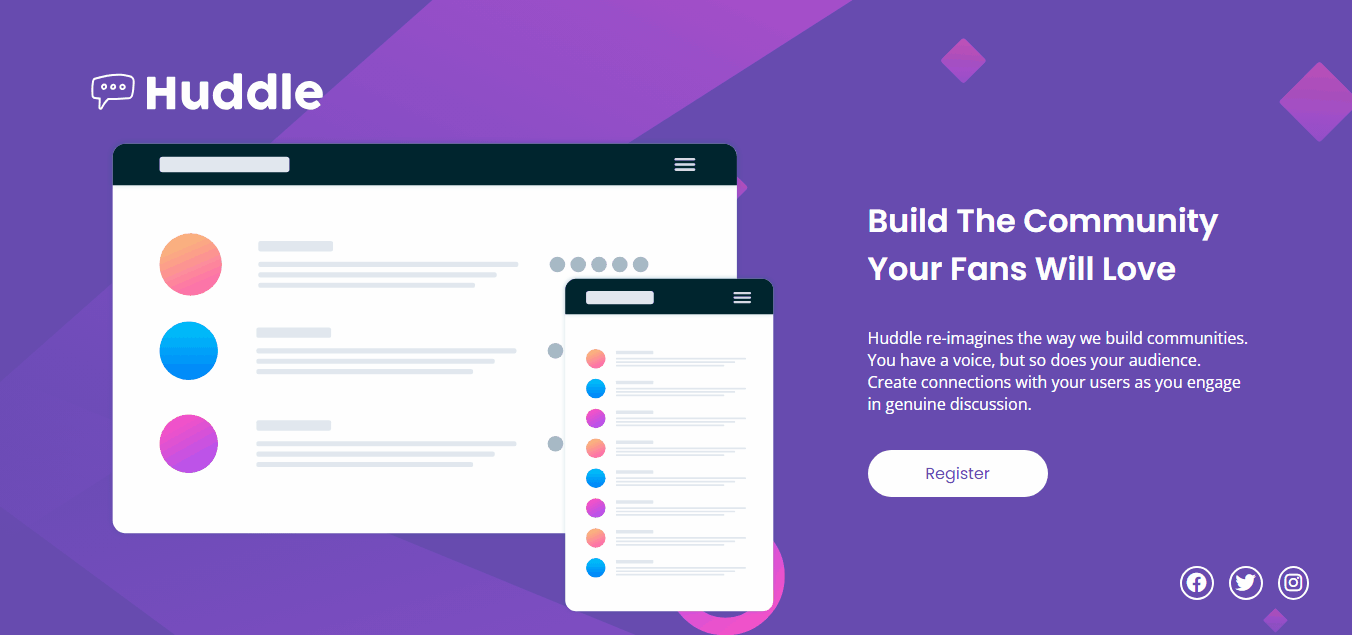 Huddle
Build The Community
Your Fans Will Love
Huddle re-imagines the way we build communities.
You have a voice, but so does your audience.
Create connections with your users as you engage
in genuine discussion.
Register